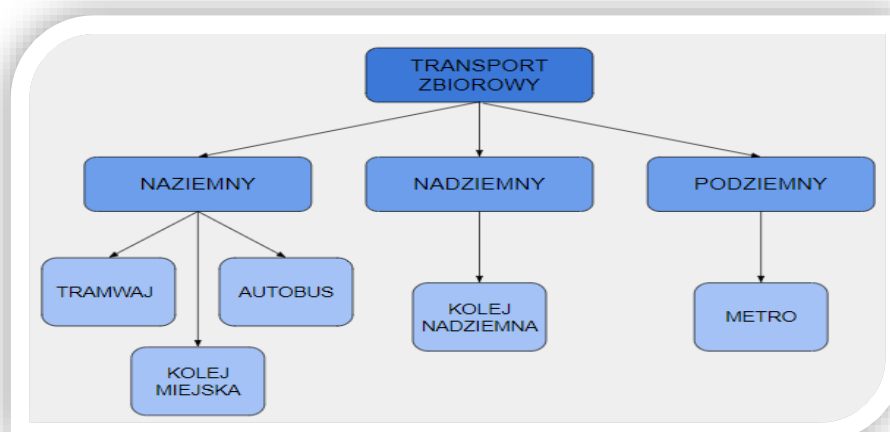 TRANSPORT
ZBIOROWY
NAZIEMNY
NADZIEMNY
PODZIEMNY
TRAMWAJ
AUTOBUS
KOLEJ
MIEJSKA
KOLEJ
NADZIEMNA
METRO